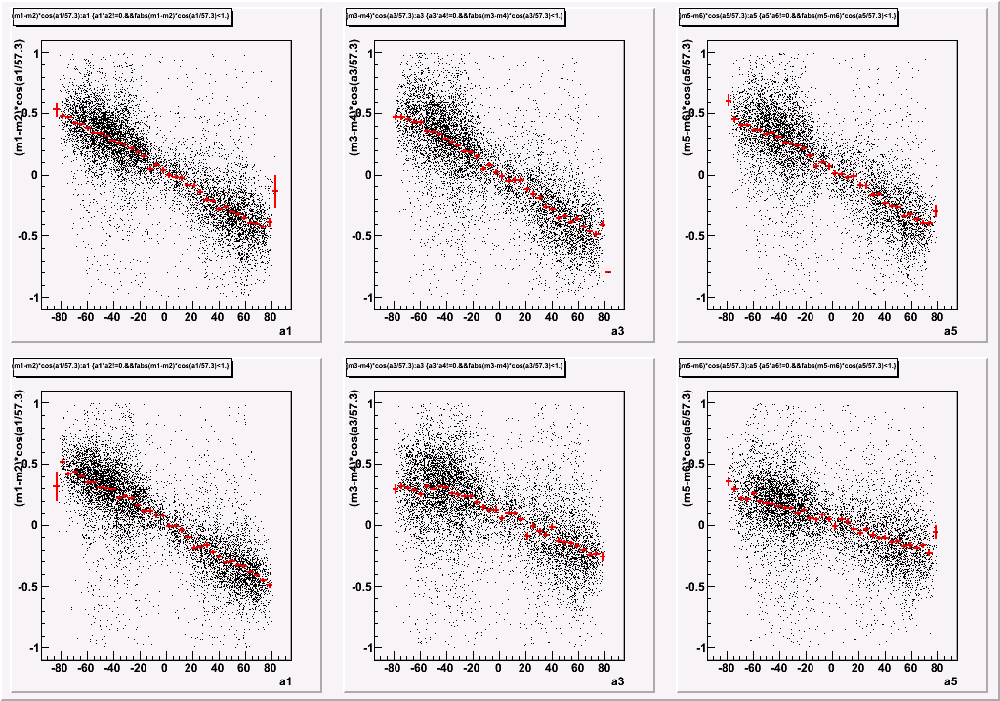 (m1-m2)*cos(a1/57.3):a1 {a1*a2!=0.&&fabs(m1-m2)*cos(a1/57.3)<1.}
(m1-m2)*cos(a1/57.3)
1
0.5
0
-0.5
-1
-80 -60 -40 -20 0 20 40 60 80
a1
(m3-m4)*cos(a3/57.3):a3 {a3*a4!=0.&&fabs(m3-m4)*cos(a3/57.3)<1.}
(m3-m4)*cos(a3/57.3)
1
0.5
0
-0.5
-1
-80 -60 -40 -20 0 20 40 60 80
a3
(m5-m6)*cos(a5/57.3):a5 {a5*a6!=0.&&fabs(m5-m6)*cos(a5/57.3)<1.}
(m5-m6)*cos(a5/57.3)
1
0.5
0
-0.5
-1
-80 -60 -40 -20 0 20 40 60 80
a5
(m1-m2)*cos(a1/57.3):a1 {a1*a2!=0.&&fabs(m1-m2)*cos(a1/57.3)<1.}
(m1-m2)*cos(a1/57.3)
1
0.5
0
-0.5
-1
-80 -60 -40 -20 0 20 40 60 80
a1
(m3-m4)*cos(a3/57.3):a3 {a3*a4!=0.&&fabs(m3-m4)*cos(a3/57.3)<1.}
(m3-m4)*cos(a3/57.3)
1
0.5
0
-0.5
-1
-80 -60 -40 -20 0 20 40 60 80
a3
(m5-m6)*cos(a5/57.3):a5 {a5*a6!=0.&&fabs(m5-m6)*cos(a5/57.3)<1.}
(m5-m6)*cos(a5/57.3)
1
0.5
0
-0.5
-1
-80 -60 -40 -20 0 20 40 60 80
a5